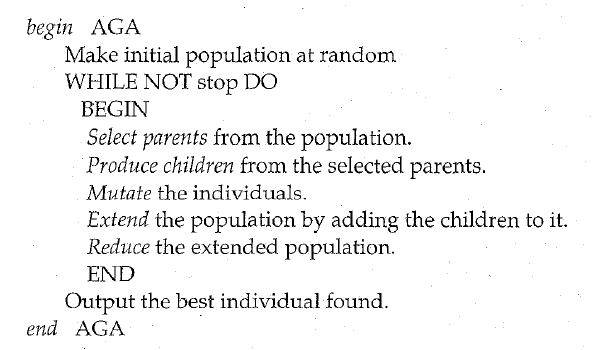 begin AGA
Make initial population at random
WHILE NOT stop DO
BEGIN
Select parents from the population.
Produce children from the selected parents.
Mutate the individuals.
Extend the population by adding the children to it.
Reduce the extended population.
END
Output the best individual found.
end AGA